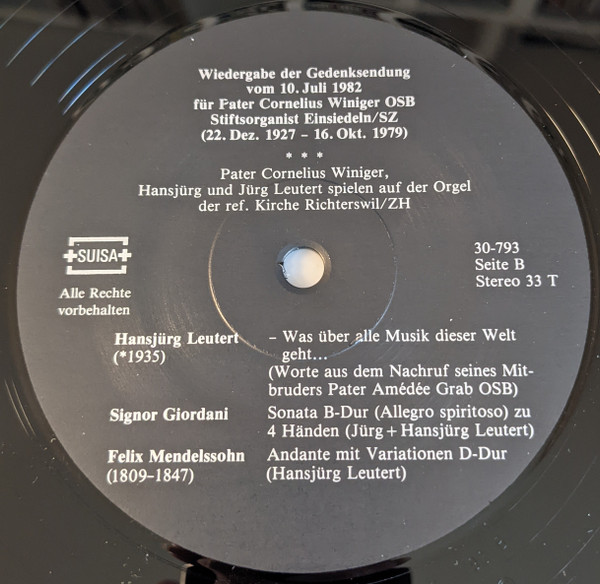 Wiedergabe der Gedenksendung
vom 10. Juli 1982
für Pater Cornelius Winiger OSB
Stiftsorganist Einsiedeln/SZ
(22. Dez. 1927 – 16. Okt. 1979)
* * *
Pater Cornelius Winiger,
Hansjürg und Jürg Leutert spielen auf der Orgel
der ref. Kirche Richterswil/ZH
SUISA
Alle Rechte
vorbehalten
30-793
Seite B
Stereo 33 T
Hansjürg Leutert – Was über alle Musik dieser Welt
(*1935) geht...
(Worte aus dem Nachruf seines Mit-
bruders Pater Amédée Grab OSB)
Signor Giordani Sonata B-Dur (Allegro spiritoso) zu
4 Händen (Jürg + Hansjürg Leutert)
Felix Mendelssohn Andante mit Variationen D-Dur
(1809–1847) (Hansjürg Leutert)